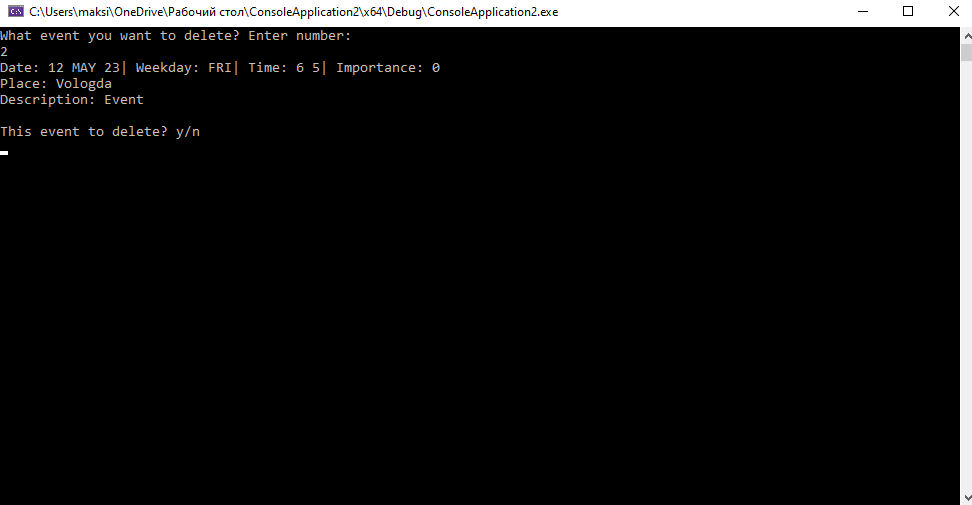 C:\Users\maksi\OneDrive\Рабочий стол\ConsoleApplication2\x64\Debug\ConsoleApplication2.exe
What event you want to delete? Enter number:
2
Date: 12 MAY 23| Weekday: FRI| Time: 6 5| Importance: 0
Place: Vologda
Description: Event
This event to delete? y/n